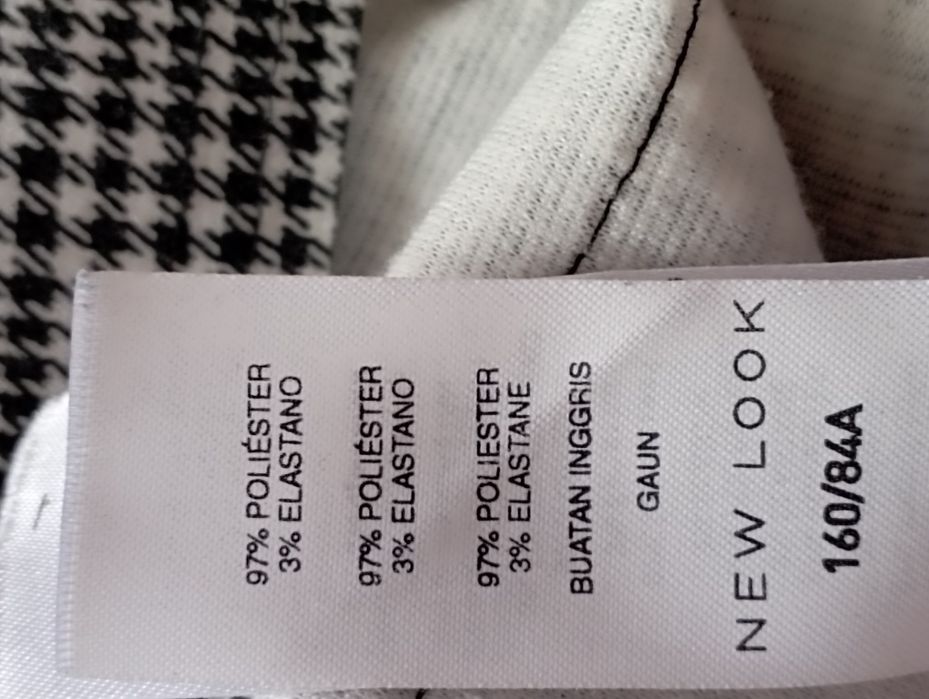 97% POLIÉSTER
3% ELASTANO
97% POLIÉSTER
3% ELASTANO
97% POLIESTER
3% ELASTANE
BUATAN INGGRIS
GAUN
NEW LOOK
160/84A